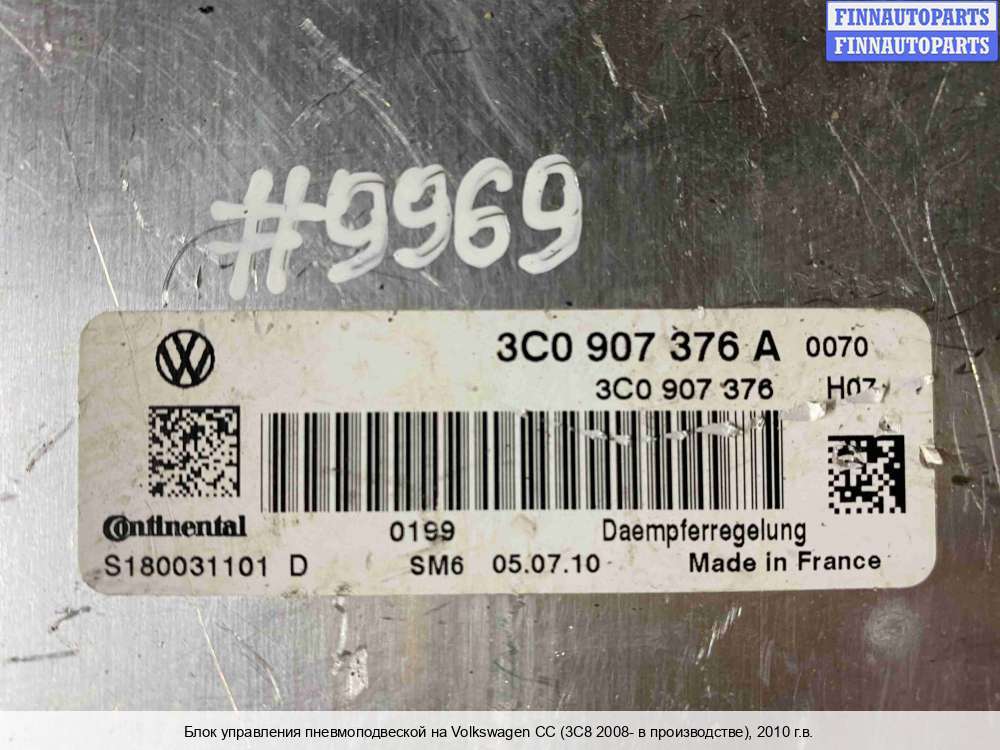 FINNAUTOPARTS
FINNAUTOPARTS
#9969
3C0 907 376 A 0070
3C0 907 376 H07
Continental 0199 Daempferregelung
S180031101 D SM6 05.07.10 Made in France
Блок управления пневмоподвеской на Volkswagen CC (3C8 2008- в производстве), 2010 г.в.